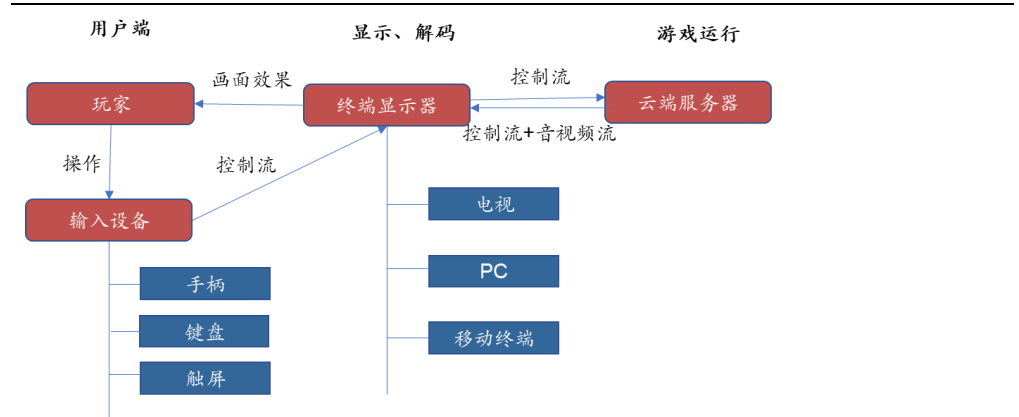 用户端
显示、解码
游戏运行
画面效果
控制流
玩家
终端显示器
云端服务器
控制流+音视频流
操作
控制流
输入设备
电视
手柄
PC
键盘
移动终端
触屏